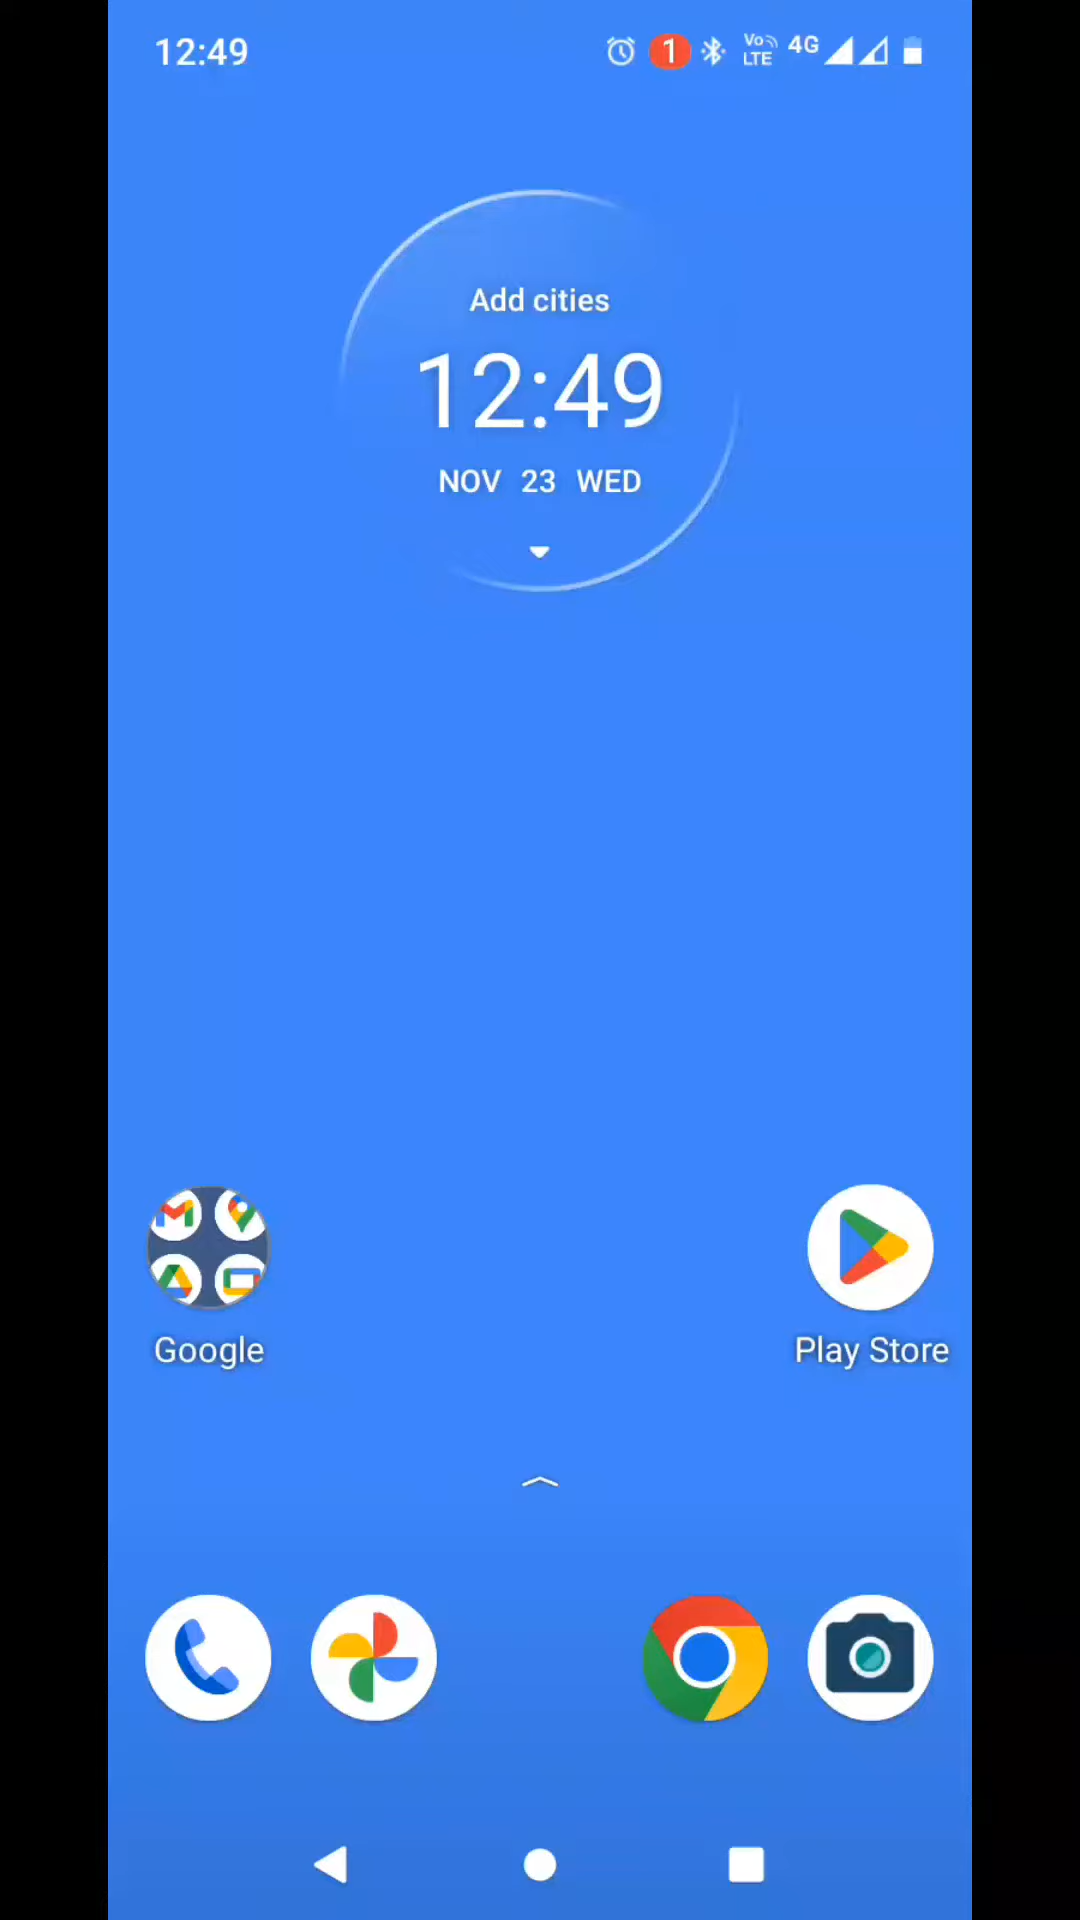 12:49
1
Vo
LTE
4G
Add cities
12:49
NOV 23 WED
Google
Play Store